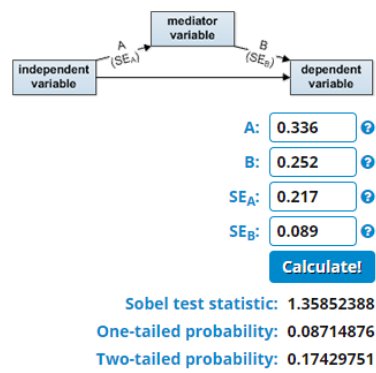 mediator
variable
A
(SEA)
B
(SEB)
independent
variable
dependent
variable
A: 0.336 ?
B: 0.252 ?
SEA: 0.217 ?
SEB: 0.089 ?
Calculate!
Sobel test statistic: 1.35852388
One-tailed probability: 0.08714876
Two-tailed probability: 0.17429751